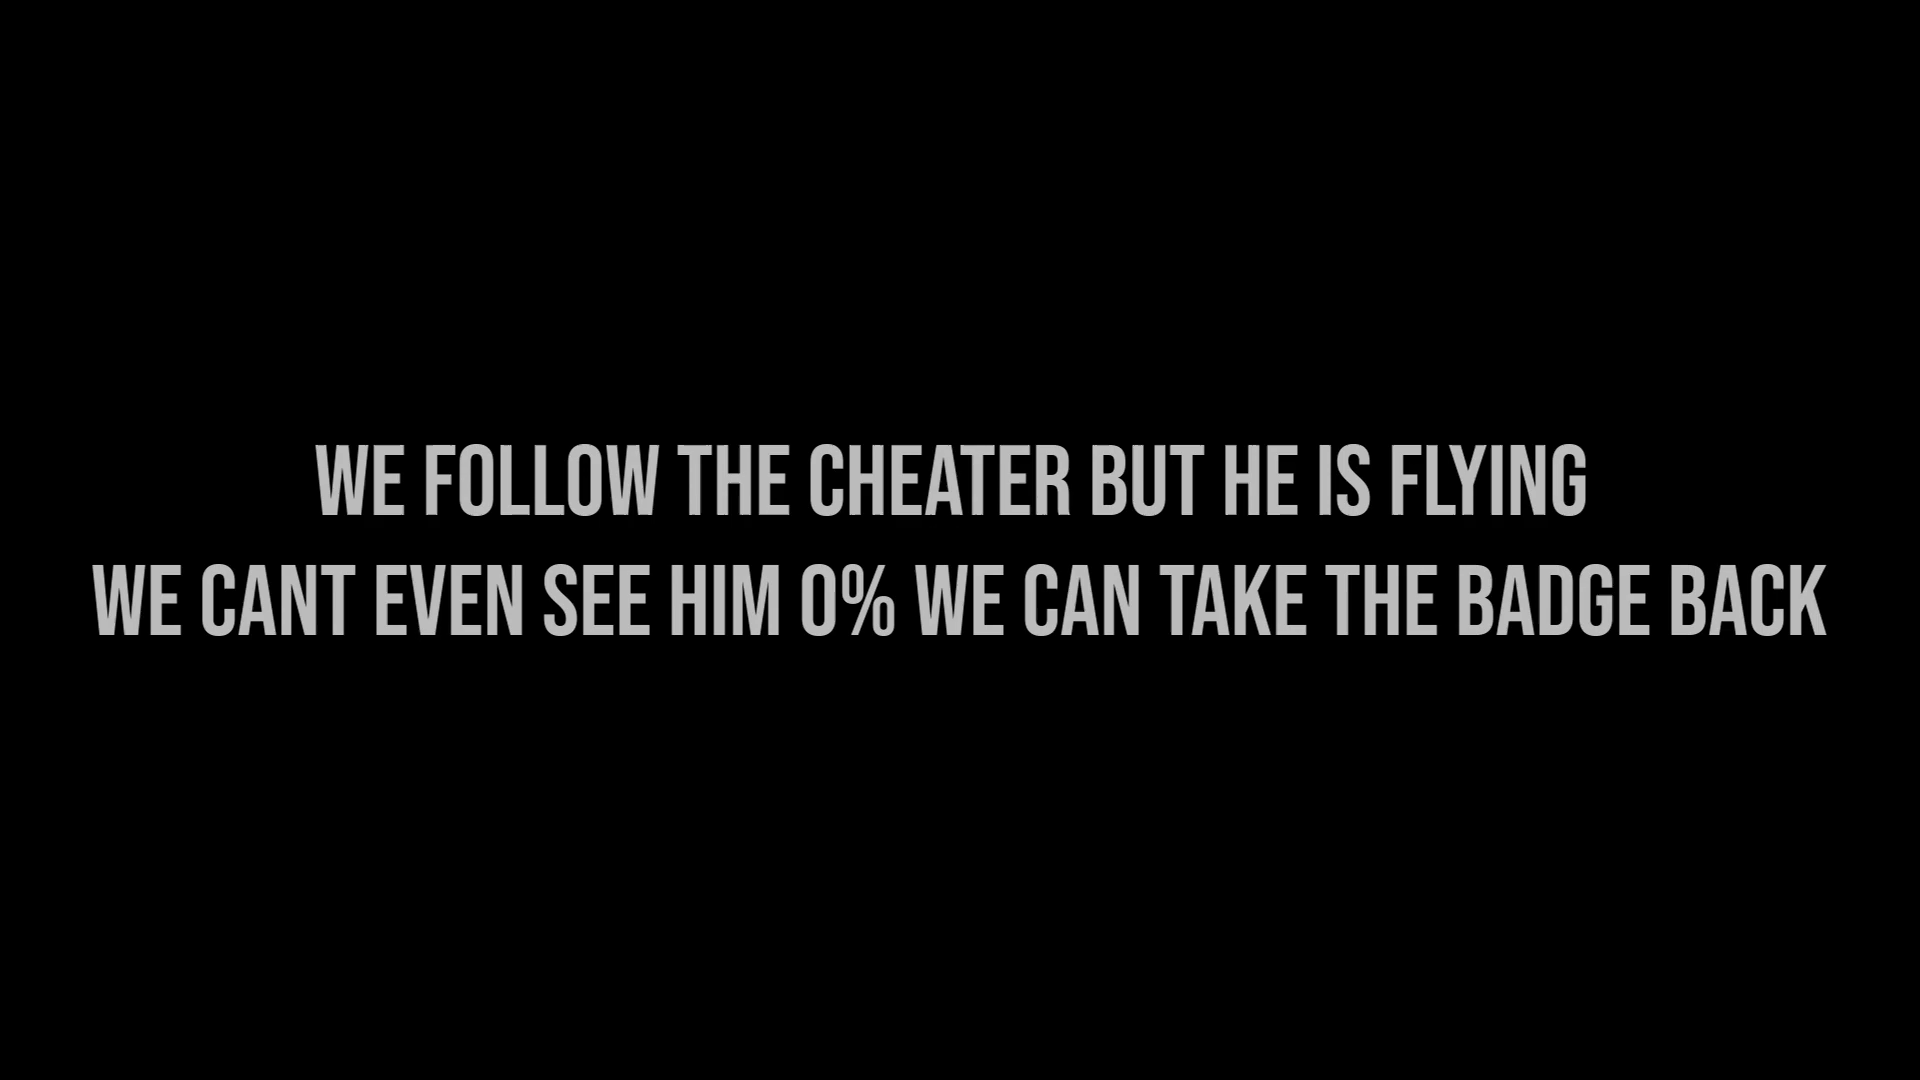 WE FOLLOW THE CHEATER BUT HE IS FLYING
WE CANT EVEN SEE HIM 0% WE CAN TAKE THE BADGE BACK